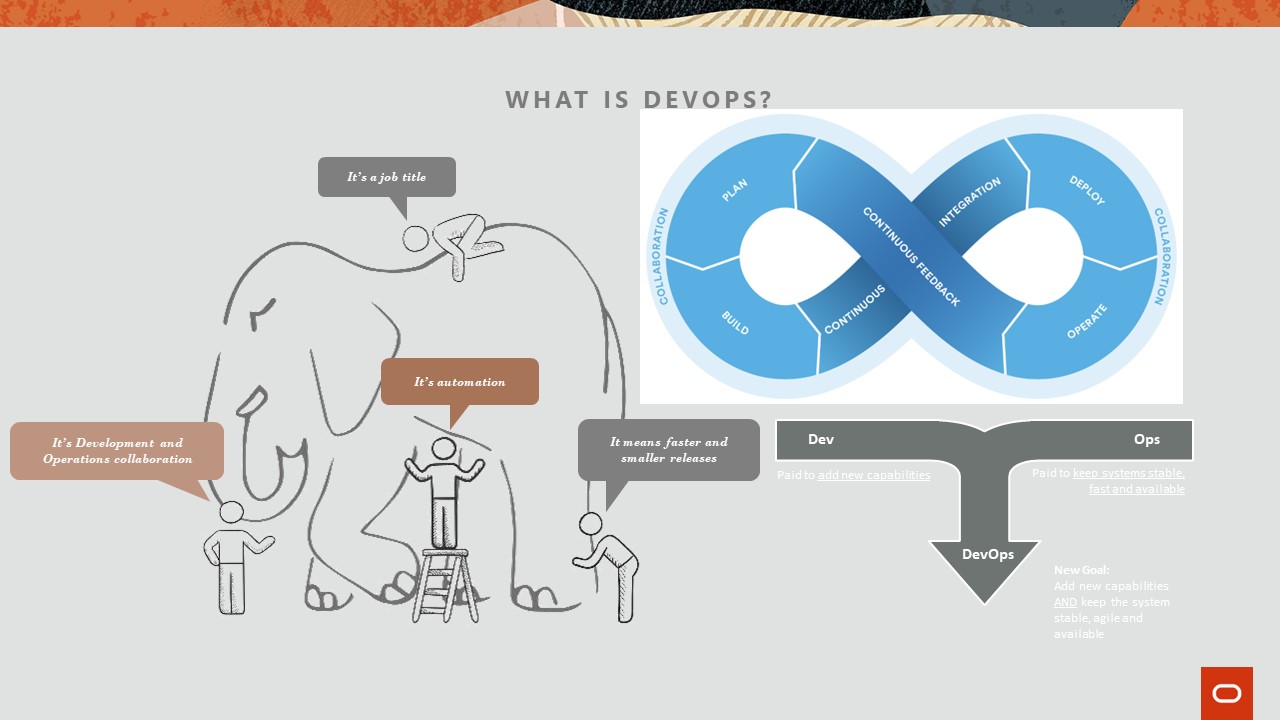 WHAT IS DEVOPS?
It's a job title
It's automation
It's Development and
Operations collaboration
It means faster and
smaller releases
COLLABORATION
PLAN
BUILD
CONTINUOUS
INTEGRATION
CONTINUOUS FEEDBACK
DEPLOY
OPERATE
COLLABORATION
Dev
Ops
Paid to add new capabilities
Paid to keep systems stable,
fast and available
DevOps
New Goal:
Add new capabilities
AND keep the system
stable, agile and
available